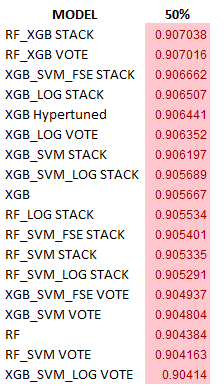 MODEL 50%
RF_XGB STACK 0.907038
RF_XGB VOTE 0.907016
XGB_SVM_FSE STACK 0.906662
XGB_LOG STACK 0.906507
XGB Hypertuned 0.906441
XGB_LOG VOTE 0.906352
XGB_SVM STACK 0.906197
XGB_SVM_LOG STACK 0.905689
XGB 0.905667
RF_LOG STACK 0.905534
RF_SVM_FSE STACK 0.905401
RF_SVM STACK 0.905335
RF_SVM_LOG STACK 0.905291
XGB_SVM_FSE VOTE 0.904937
XGB_SVM VOTE 0.904804
RF 0.904384
RF_SVM VOTE 0.904163
XGB_SVM_LOG VOTE 0.90414